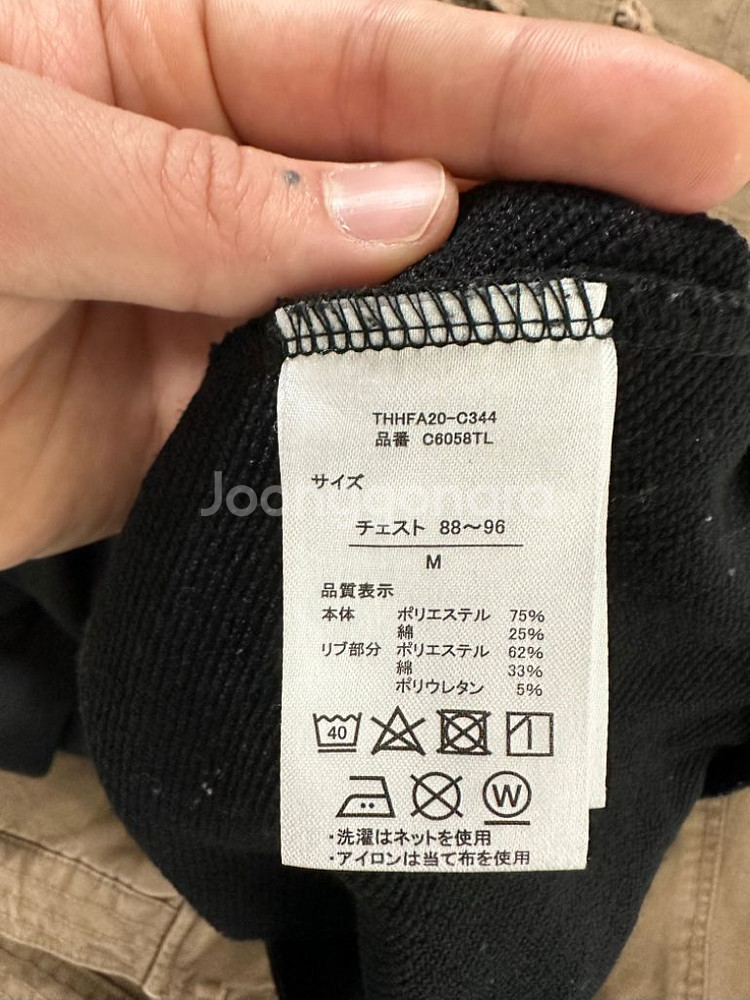 THHFA20-C344
品番 C6058TL
サイズ
Joonggonara
チェスト 88～96
M
品質表示
本体 ポリエステル 75%
綿 25%
リブ部分 ポリエステル 62%
綿 33%
ポリウレタン 5%
40
W
・洗濯はネットを使用
・アイロンは当て布を使用